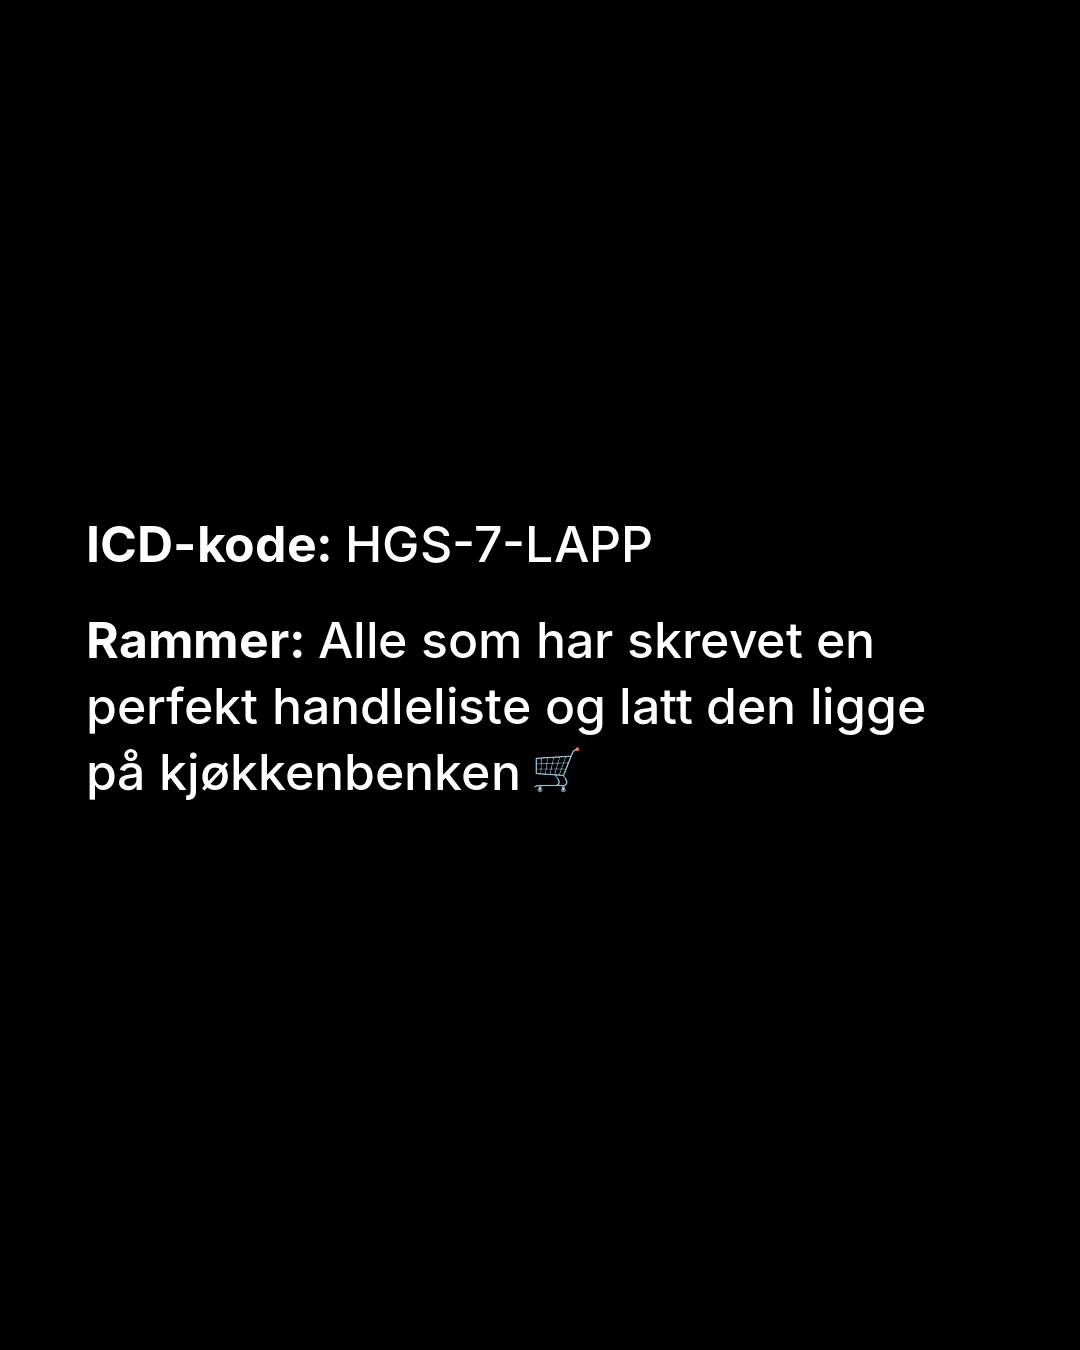 ICD-kode: HGS-7-LAPP
Rammer: Alle som har skrevet en
perfekt handleliste og latt den ligge
på kjøkkenbenken 🛒